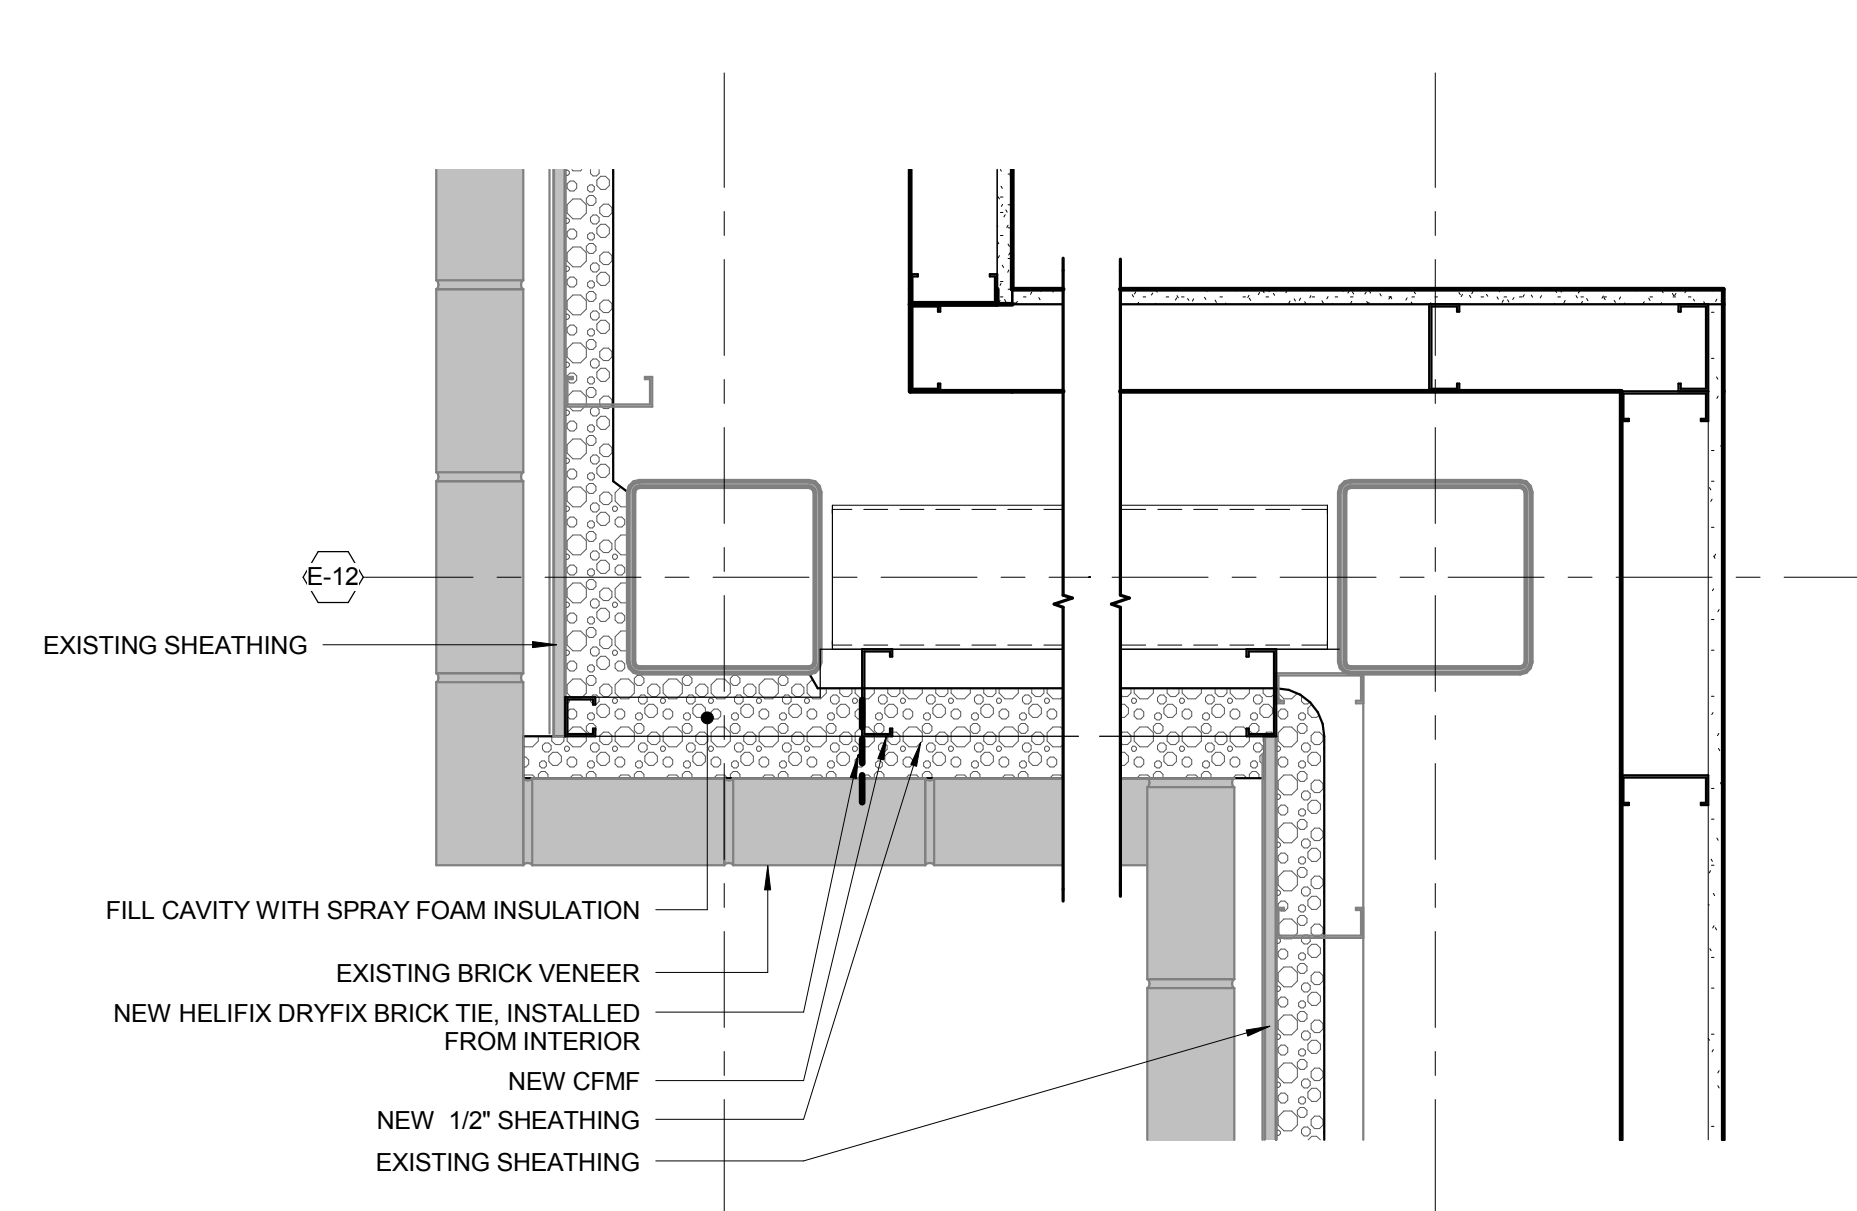 E-12
EXISTING SHEATHING
FILL CAVITY WITH SPRAY FOAM INSULATION
EXISTING BRICK VENEER
NEW HELIFIX DRYFIX BRICK TIE, INSTALLED
FROM INTERIOR
NEW CFMF
NEW 1/2" SHEATHING
EXISTING SHEATHING